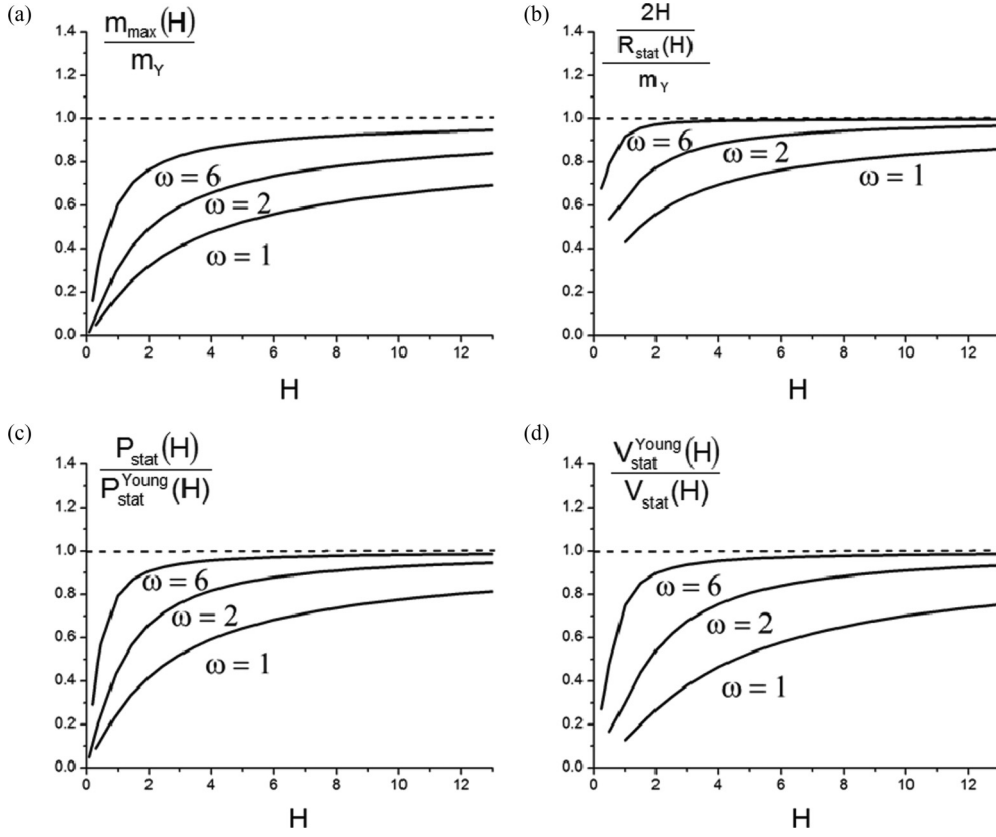 (a)
m_max(H)
m_Y
1.4
1.2
1.0
0.8
0.6
0.4
0.2
0.0
ω = 6
ω = 2
ω = 1
0 2 4 6 8 10 12
H
(b)
2H
R_stat(H)
m_Y
1.4
1.2
1.0
0.8
0.6
0.4
0.2
0.0
ω = 6
ω = 2
ω = 1
0 2 4 6 8 10 12
H
(c)
P_stat(H)
P_stat^Young(H)
1.4
1.2
1.0
0.8
0.6
0.4
0.2
0.0
ω = 6
ω = 2
ω = 1
0 2 4 6 8 10 12
H
(d)
V_stat^Young(H)
V_stat(H)
1.4
1.2
1.0
0.8
0.6
0.4
0.2
0.0
ω = 6
ω = 2
ω = 1
0 2 4 6 8 10 12
H